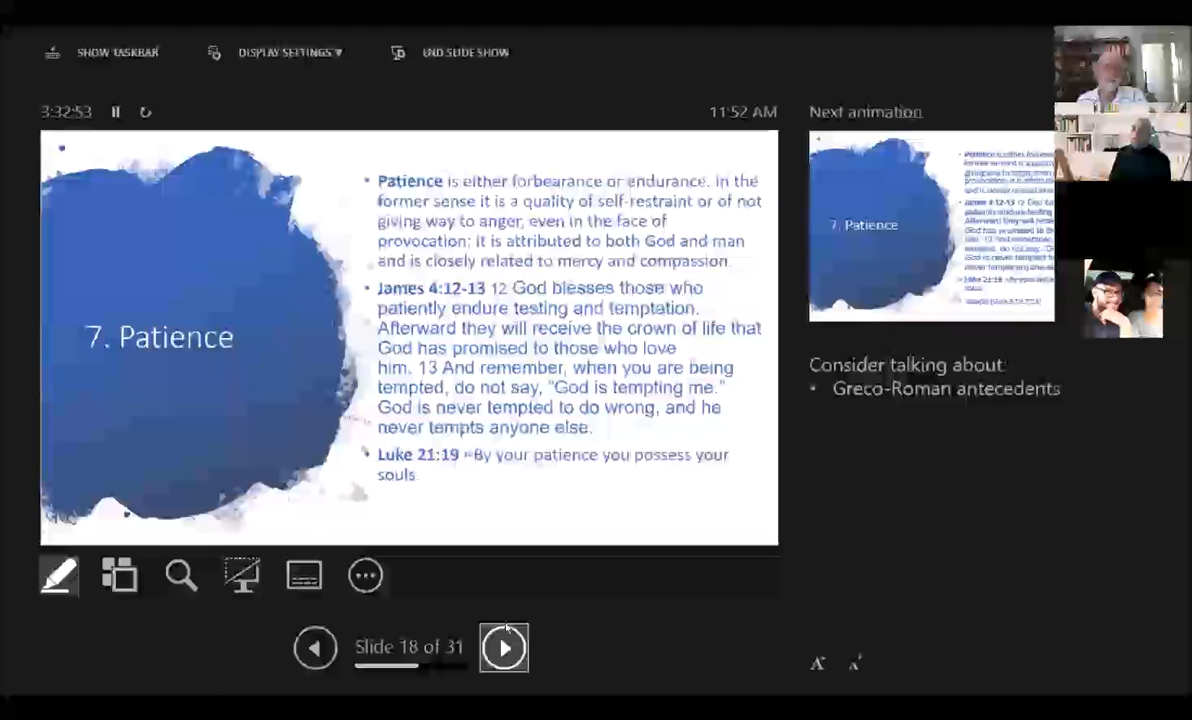 SHOW TASKBAR
DISPLAY SETTINGS ▾
END SLIDE SHOW
3:32:53
11:52 AM
7. Patience
• Patience is either forbearance or endurance. In the
former sense it is a quality of self-restraint or of not
giving way to anger, even in the face of
provocation; it is attributed to both God and man
and is closely related to mercy and compassion.
• James 4:12-13 12 God blesses those who
patiently endure testing and temptation.
Afterward they will receive the crown of life that
God has promised to those who love
him. 13 And remember, when you are being
tempted, do not say, "God is tempting me."
God is never tempted to do wrong, and he
never tempts anyone else.
• Luke 21:19 "By your patience you possess your
souls.
Slide 18 of 31
Next animation
7. Patience
Consider talking about
• Greco-Roman antecedents